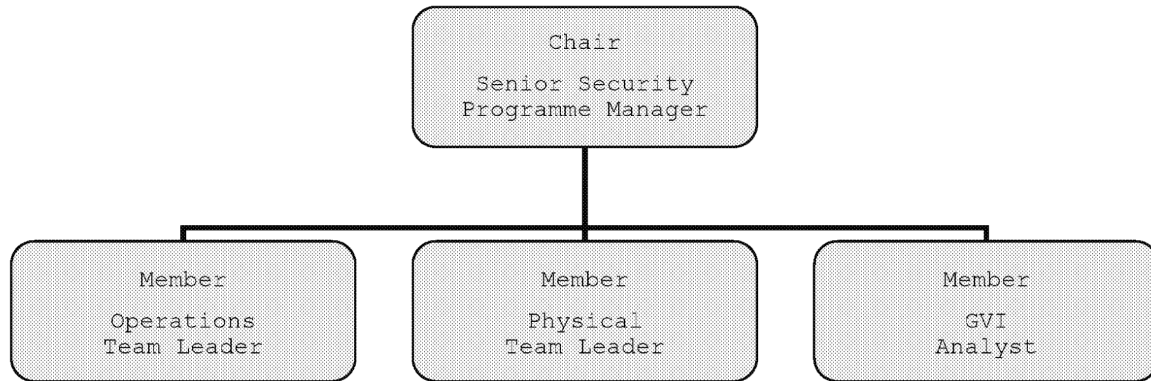 Chair
Senior Security
Programme Manager
Member
Operations
Team Leader
Member
Physical
Team Leader
Member
GVI
Analyst